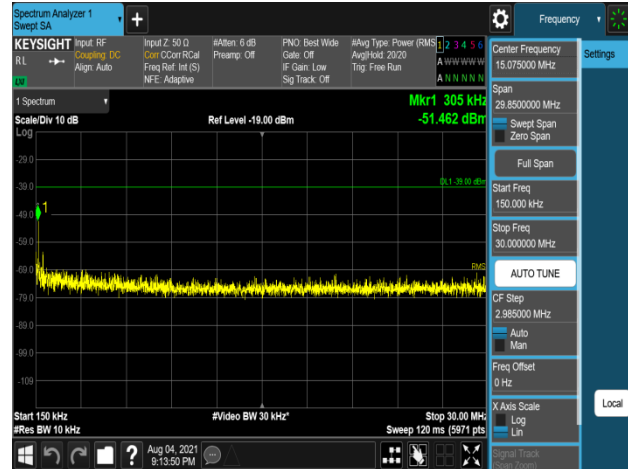 Spectrum Analyzer 1
Swept SA
+
Frequency
KEYSIGHT
RL
LW
Input: RF
Coupling: DC
Align: Auto
Input Z: 50 Ω
Corr CCorr RCal
Freq Ref: Int (S)
NFE: Adaptive
#Atten: 6 dB
Preamp: Off
PNO: Best Wide
Gate: Off
IF Gain: Low
Sig Track: Off
#Avg Type: Power (RMS
Avg|Hold: 20/20
Trig: Free Run
1 2 3 4 5 6
A W W W W W
A N N N N N
1 Spectrum
Scale/Div 10 dB
Log
Ref Level -19.00 dBm
Mkr1 305 kHz
-51.462 dBm
-29.0
-39.0
-49.0
-59.0
-69.0
-79.0
-89.0
-99.0
-109
DL1 -39.00 dBm
1
RMS
Start 150 kHz
#Res BW 10 kHz
#Video BW 30 kHz*
Stop 30.00 MHz
Sweep 120 ms (5971 pts
?
Aug 04, 2021
9:13:50 PM
Center Frequency
15.075000 MHz
Span
29.8500000 MHz
Swept Span
Zero Span
Full Span
Start Freq
150.000 kHz
Stop Freq
30.000000 MHz
AUTO TUNE
CF Step
2.985000 MHz
Auto
Man
Freq Offset
0 Hz
X Axis Scale
Log
Lin
Signal Track
(Span Zoom)
Settings
Local